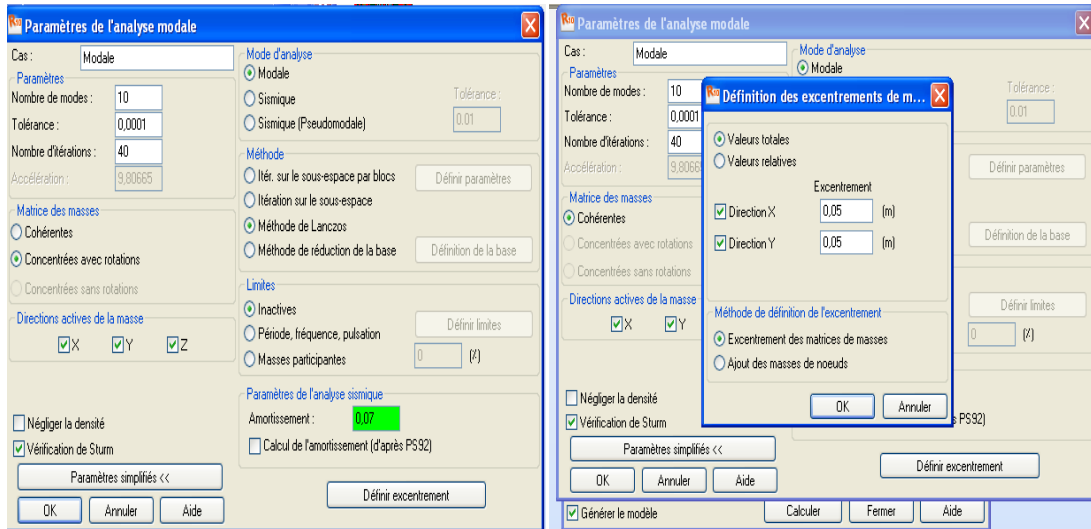 Paramètres de l'analyse modale
Cas : Modale
Paramètres
Nombre de modes : 10
Tolérance : 0,0001
Nombre d'itérations : 40
Accélération : 9,80665
Matrice des masses
Cohérentes
Concentrées avec rotations
Concentrées sans rotations
Directions actives de la masse
X Y Z
Négliger la densité
Vérification de Sturm
Paramètres simplifiés <<
OK Annuler Aide
Mode d'analyse
Modale
Sismique
Sismique (Pseudomodale)
Tolérance :
0.01
Méthode
Itér. sur le sous-espace par blocs
Définir paramètres
Itération sur le sous-espace
Méthode de Lanczos
Méthode de réduction de la base
Définition de la base
Limites
Inactives
Période, fréquence, pulsation
Définir limites
Masses participantes
0 (%)
Paramètres de l'analyse sismique
Amortissement : 0,07
Calcul de l'amortissement (d'après PS92)
Définir excentrement
Paramètres de l'analyse modale
Cas : Modale
Paramètres
Nombre de modes : 10
Tolérance : 0,0001
Nombre d'itérations : 40
Accélération : 9,8066
Matrice des masses
Cohérentes
Concentrées avec rotations
Concentrées sans rotations
Directions actives de la masse
X Y
Négliger la densité
Vérification de Sturm
Paramètres simplifiés <<
OK Annuler Aide
Mode d'analyse
Modale
Tolérance :
0.01
Définir paramètres
Définition de la base
Définir limites
0 (%)
PS92)
Définir excentrement
Définition des excentrements de m...
Valeurs totales
Valeurs relatives
Excentrement
Direction X 0,05 (m)
Direction Y 0,05 (m)
Méthode de définition de l'excentrement
Excentrement des matrices de masses
Ajout des masses de noeuds
OK Annuler
Générer le modèle
Calculer Fermer Aide